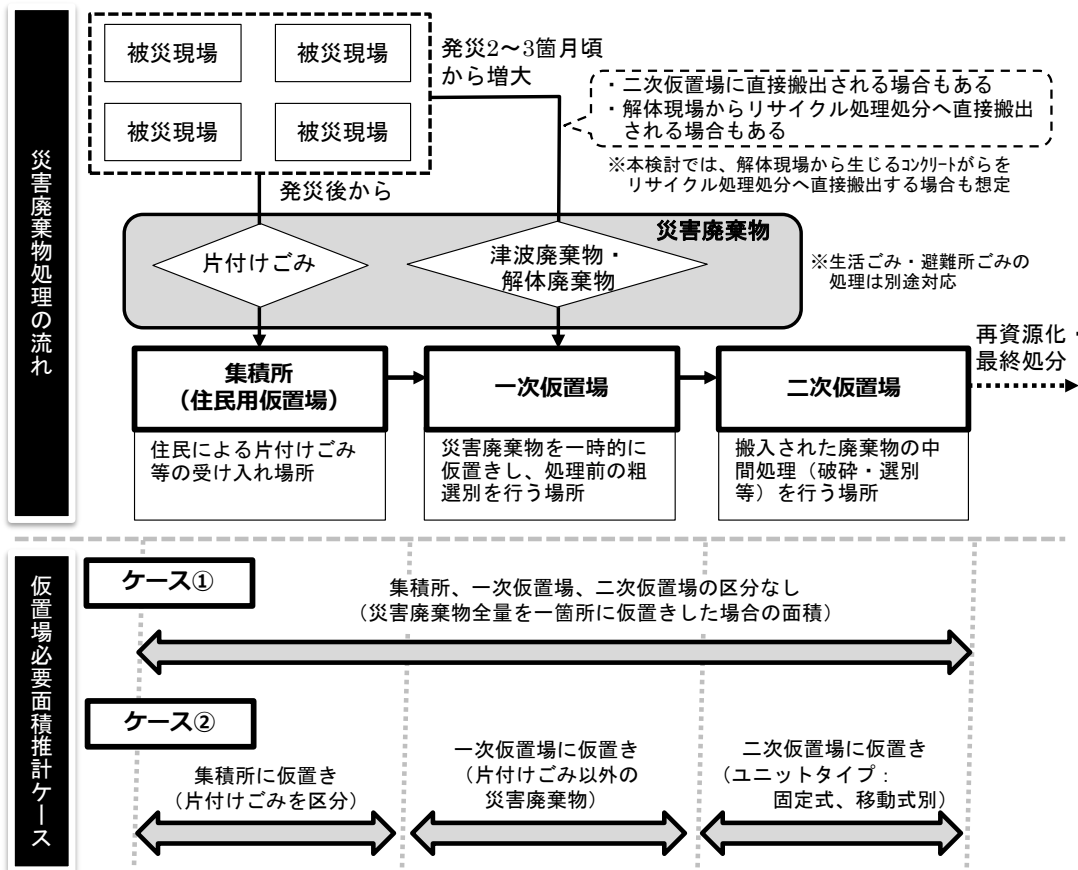 災害廃棄物処理の流れ
被災現場
被災現場
被災現場
被災現場
発災2～3箇月頃
から増大
・二次仮置場に直接搬出される場合もある
・解体現場からリサイクル処理処分へ直接搬出
される場合もある
※本検討では、解体現場から生じるｺﾝｸﾘｰﾄがらを
リサイクル処理処分へ直接搬出する場合も想定
発災後から
災害廃棄物
片付けごみ
津波廃棄物・
解体廃棄物
※生活ごみ・避難所ごみの
処理は別途対応
集積所
（住民用仮置場）
一次仮置場
二次仮置場
再資源化・
最終処分
住民による片付けごみ
等の受け入れ場所
災害廃棄物を一時的に
仮置きし、処理前の粗
選別を行う場所
搬入された廃棄物の中
間処理（破砕・選別
等）を行う場所
仮置場必要面積推計ケース
ケース①
集積所、一次仮置場、二次仮置場の区分なし
（災害廃棄物全量を一箇所に仮置きした場合の面積）
ケース②
集積所に仮置き
（片付けごみを区分）
一次仮置場に仮置き
（片付けごみ以外の
災害廃棄物）
二次仮置場に仮置き
（ユニットタイプ：
固定式、移動式別）